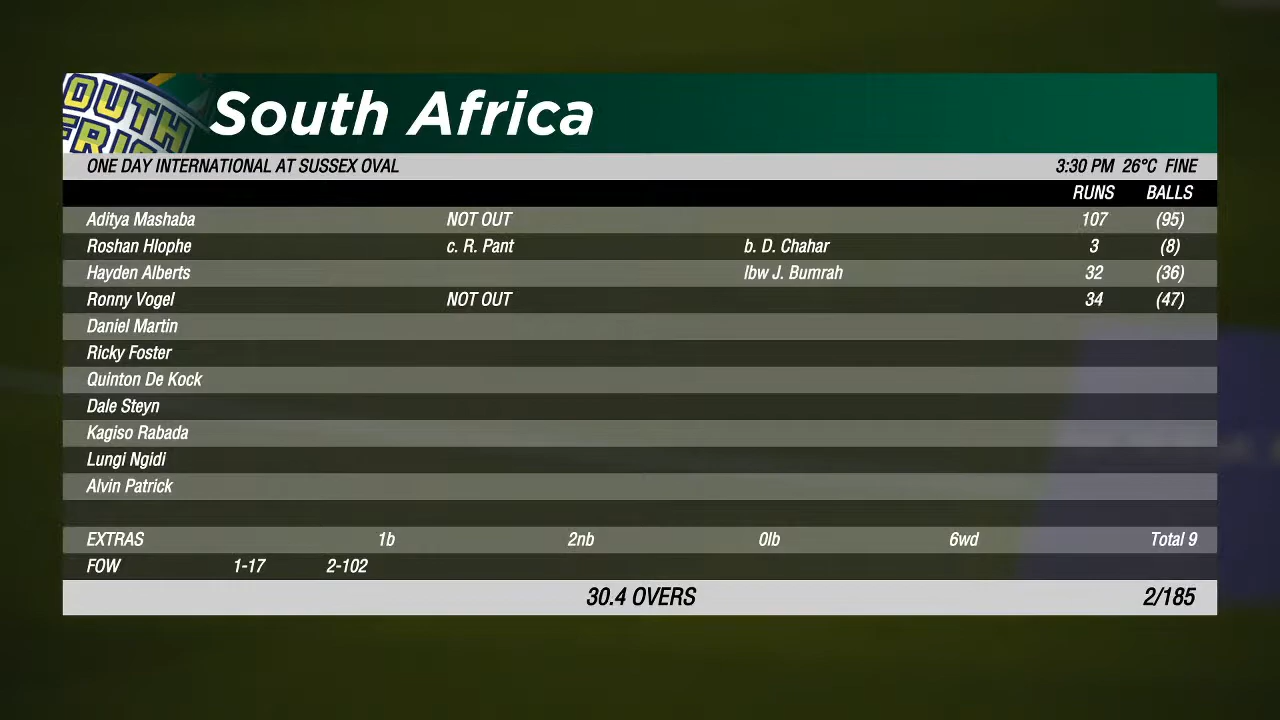 OUTH
FRIC
South Africa
ONE DAY INTERNATIONAL AT SUSSEX OVAL 3:30 PM 26°C FINE
RUNS BALLS
Aditya Mashaba NOT OUT 107 (95)
Roshan Hlophe c. R. Pant b. D. Chahar 3 (8)
Hayden Alberts lbw J. Bumrah 32 (36)
Ronny Vogel NOT OUT 34 (47)
Daniel Martin
Ricky Foster
Quinton De Kock
Dale Steyn
Kagiso Rabada
Lungi Ngidi
Alvin Patrick
EXTRAS 1b 2nb 0lb 6wd Total 9
FOW 1-17 2-102
30.4 OVERS 2/185